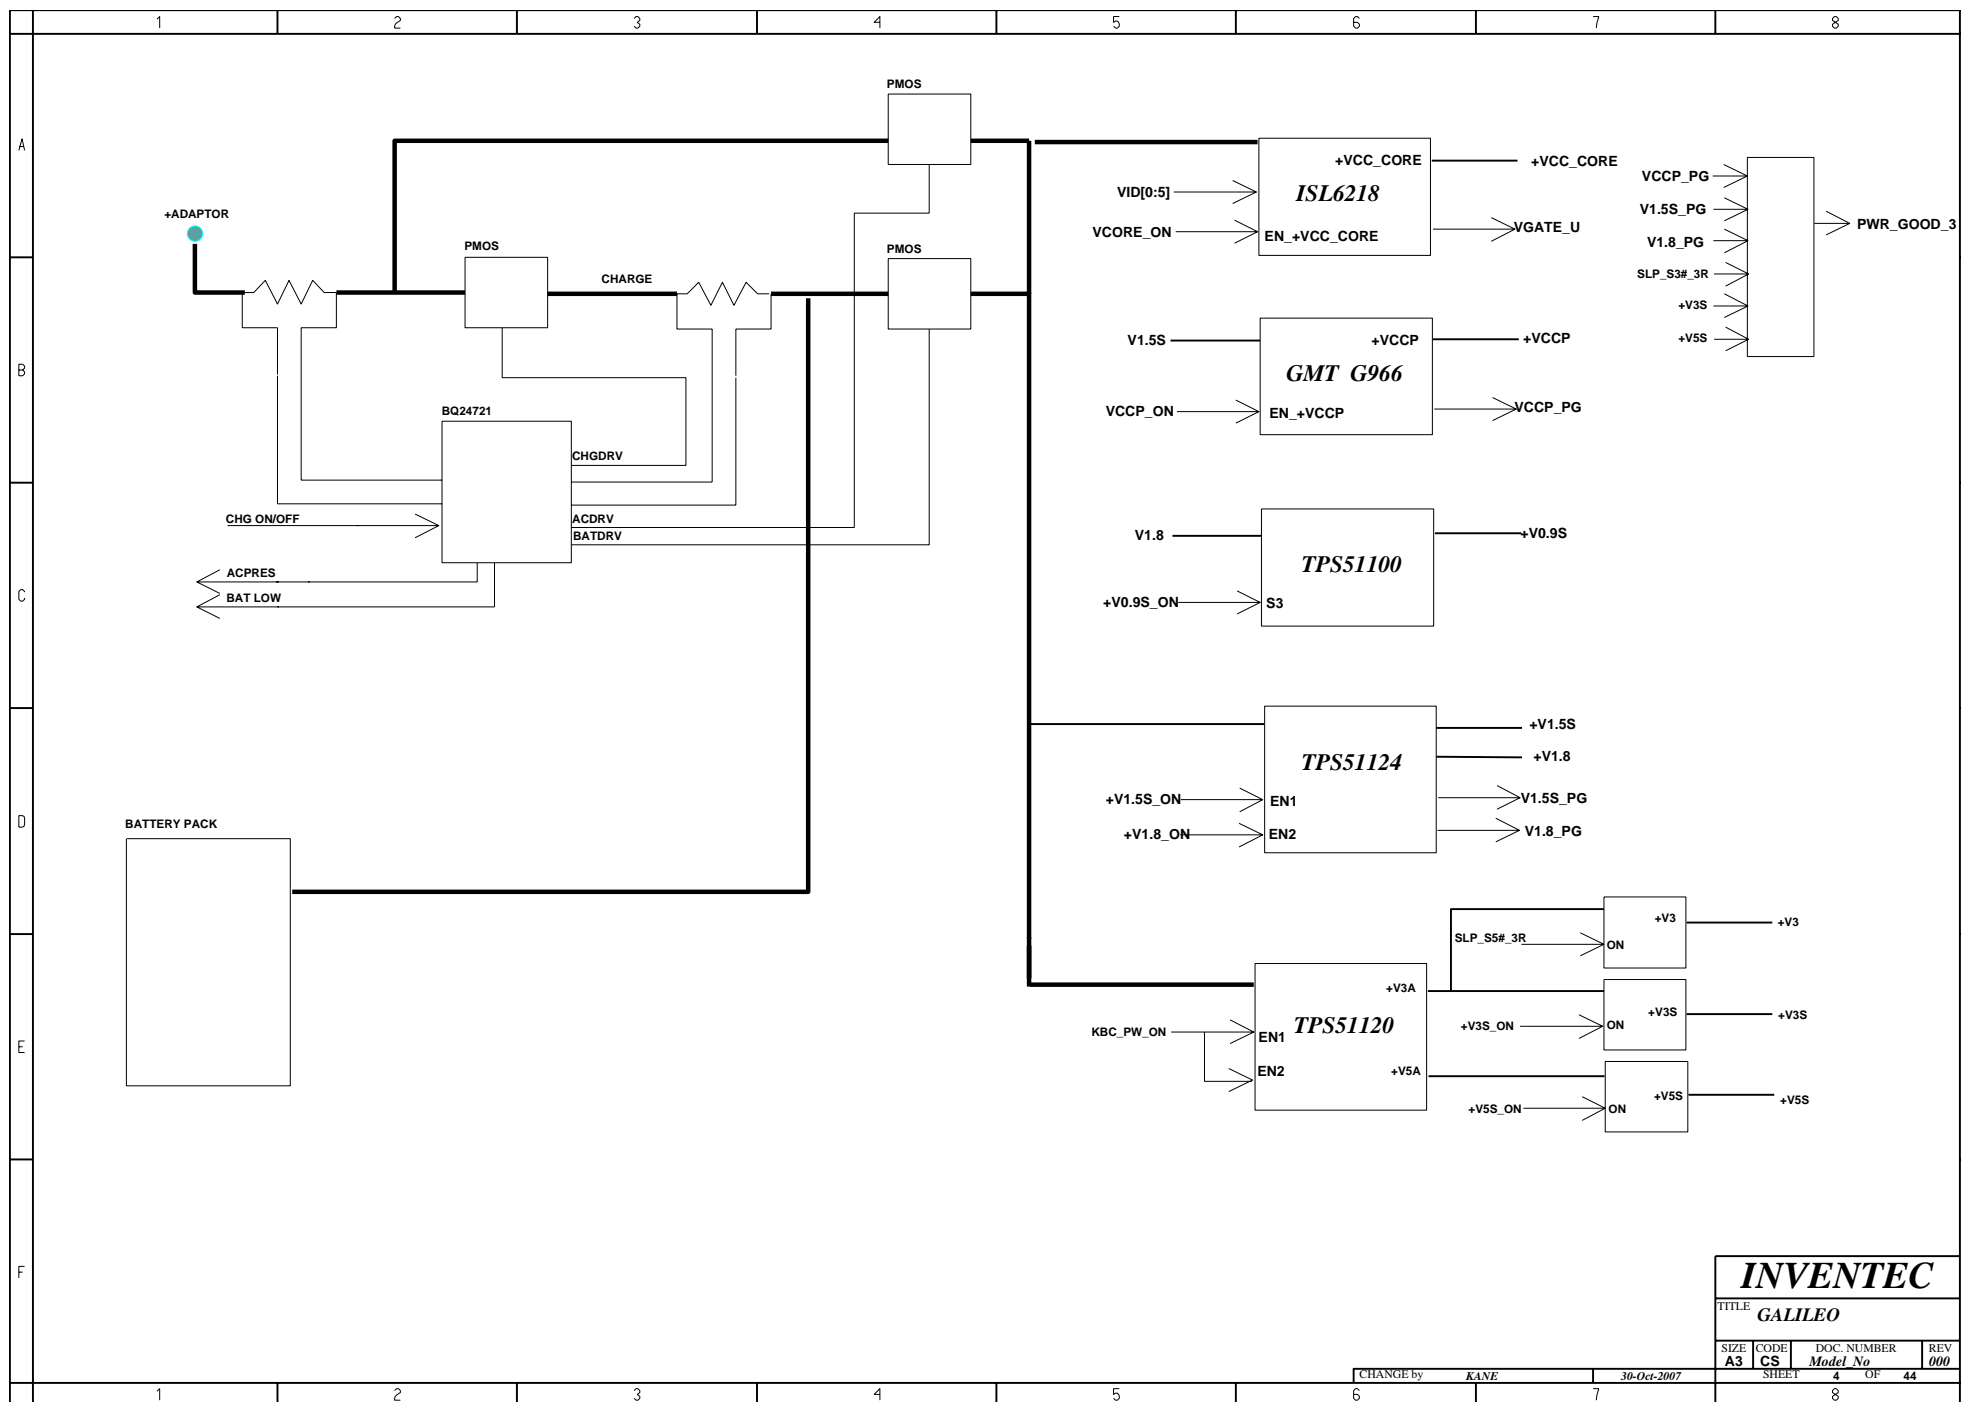 1 2 3 4 5 6 7 8
A
B
C
D
E
F
PMOS
+ADAPTOR
PMOS
CHARGE
PMOS
BQ24721
CHGDRV
CHG ON/OFF
ACDRV
BATDRV
ACPRES
BAT LOW
BATTERY PACK
+VCC_CORE
+VCC_CORE
VID[0:5]
ISL6218
VCORE_ON
EN_+VCC_CORE
VGATE_U
VCCP_PG
V1.5S_PG
V1.8_PG
SLP_S3#_3R
+V3S
+V5S
PWR_GOOD_3
V1.5S
+VCCP
+VCCP
GMT G966
VCCP_ON
EN_+VCCP
VCCP_PG
V1.8
+V0.9S
TPS51100
+V0.9S_ON
S3
+V1.5S
+V1.8
TPS51124
+V1.5S_ON
EN1
V1.5S_PG
+V1.8_ON
EN2
V1.8_PG
+V3
+V3
SLP_S5#_3R
ON
+V3A
+V3S
+V3S
KBC_PW_ON
EN1
TPS51120
+V3S_ON
ON
EN2
+V5A
+V5S
+V5S
+V5S_ON
ON
INVENTEC
TITLE GALILEO
SIZE CODE DOC. NUMBER REV
A3 CS Model_No 000
CHANGE by KANE 30-Oct-2007 SHEET 4 OF 44
1 2 3 4 5 6 7 8